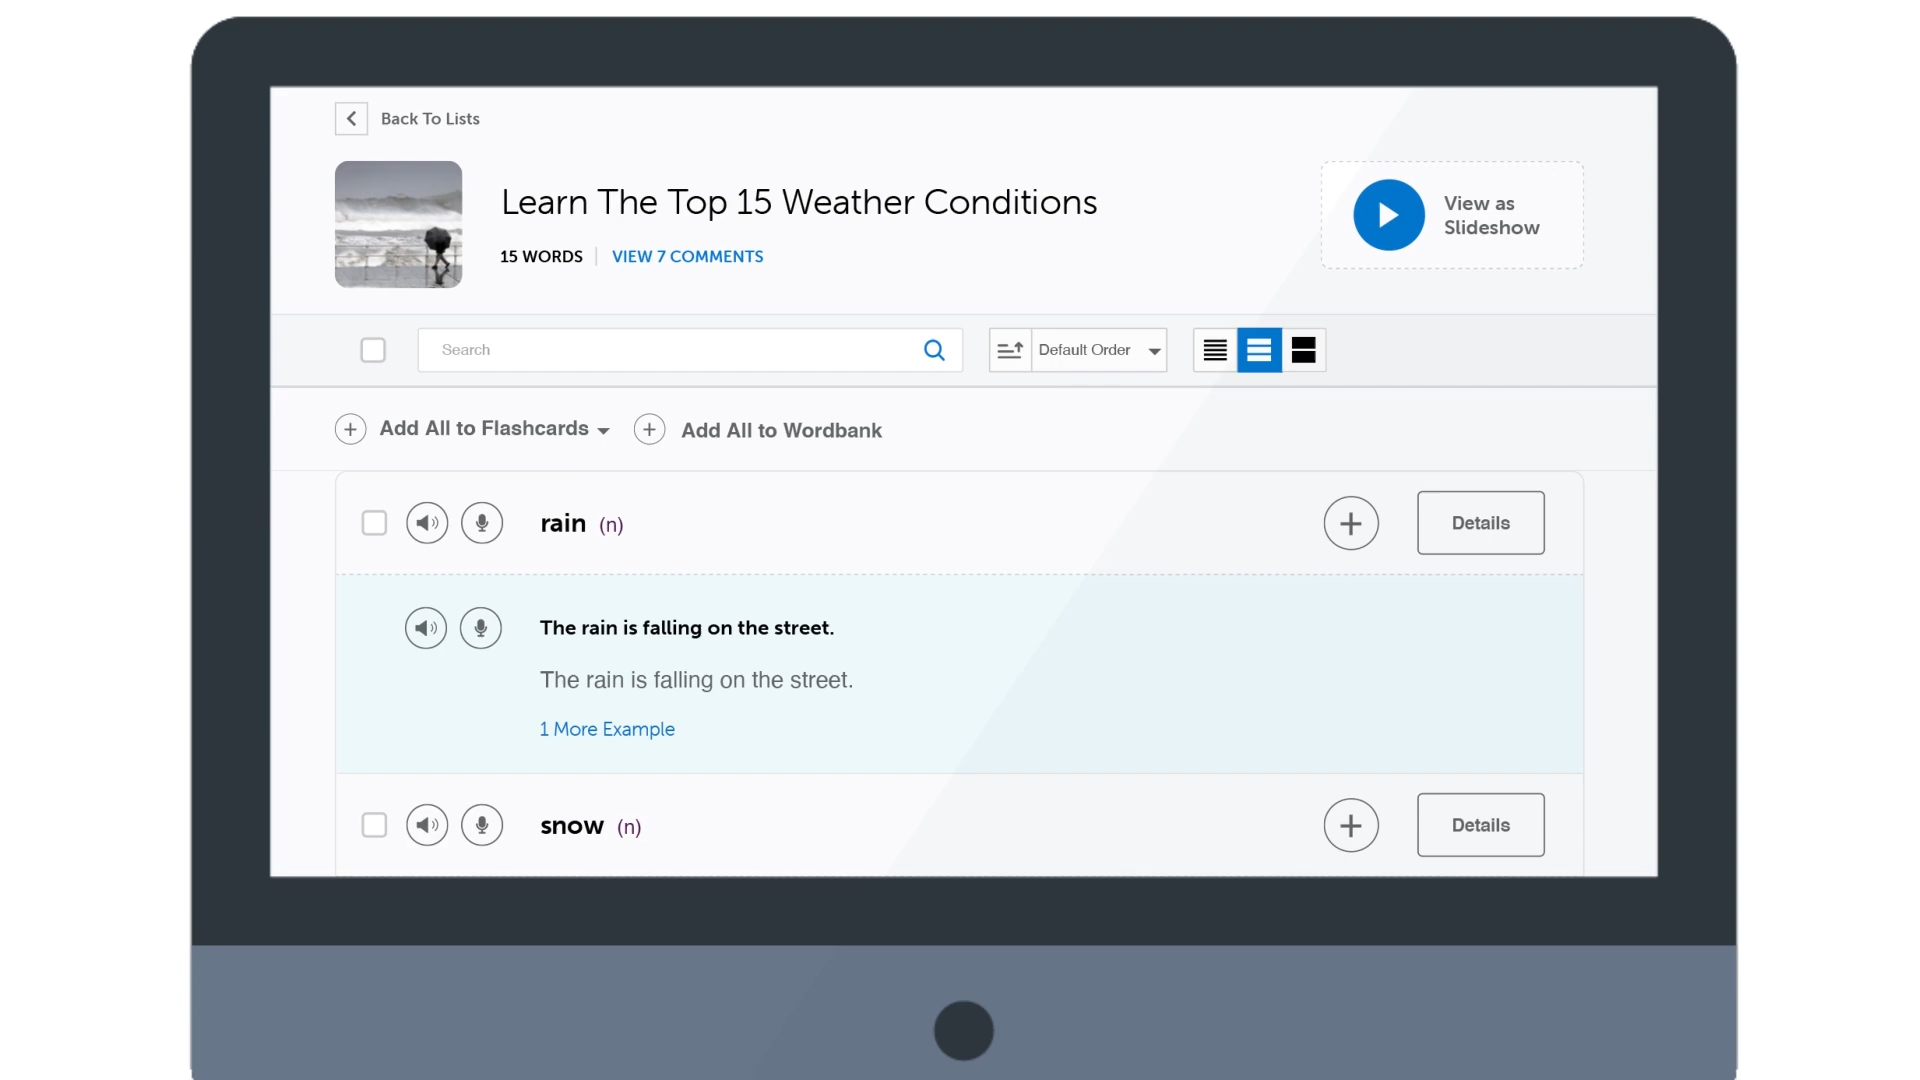 Back To Lists
Learn The Top 15 Weather Conditions
15 WORDS
VIEW 7 COMMENTS
View as
Slideshow
Search
Default Order
Add All to Flashcards
Add All to Wordbank
rain (n)
Details
The rain is falling on the street.
The rain is falling on the street.
1 More Example
snow (n)
Details